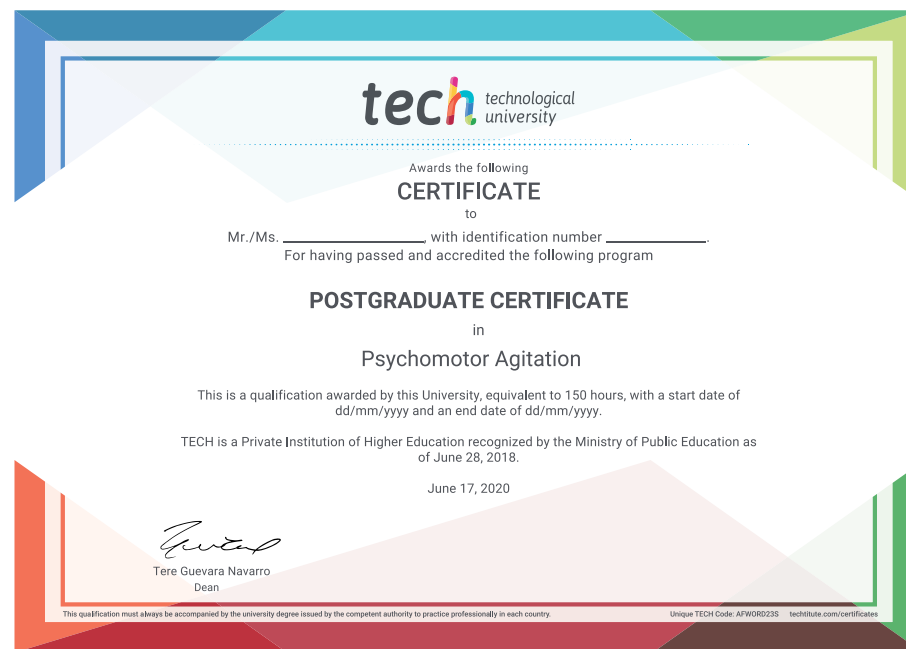 tech technological
university
Awards the following
CERTIFICATE
to
Mr./Ms. ____________________, with identification number ______________.
For having passed and accredited the following program
POSTGRADUATE CERTIFICATE
in
Psychomotor Agitation
This is a qualification awarded by this University, equivalent to 150 hours, with a start date of
dd/mm/yyyy and an end date of dd/mm/yyyy.
TECH is a Private Institution of Higher Education recognized by the Ministry of Public Education as
of June 28, 2018.
June 17, 2020
Tere Guevara Navarro
Dean
This qualification must always be accompanied by the university degree issued by the competent authority to practice professionally in each country. Unique TECH Code: AFWORD23S techtitute.com/certificates